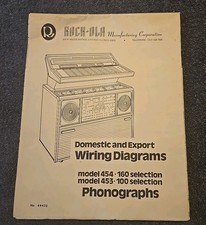 ROCK-OLA Manufacturing Corporation
Domestic and Export
Wiring Diagrams
model 454 • 160 selection
model 453 • 100 selection
Phonographs